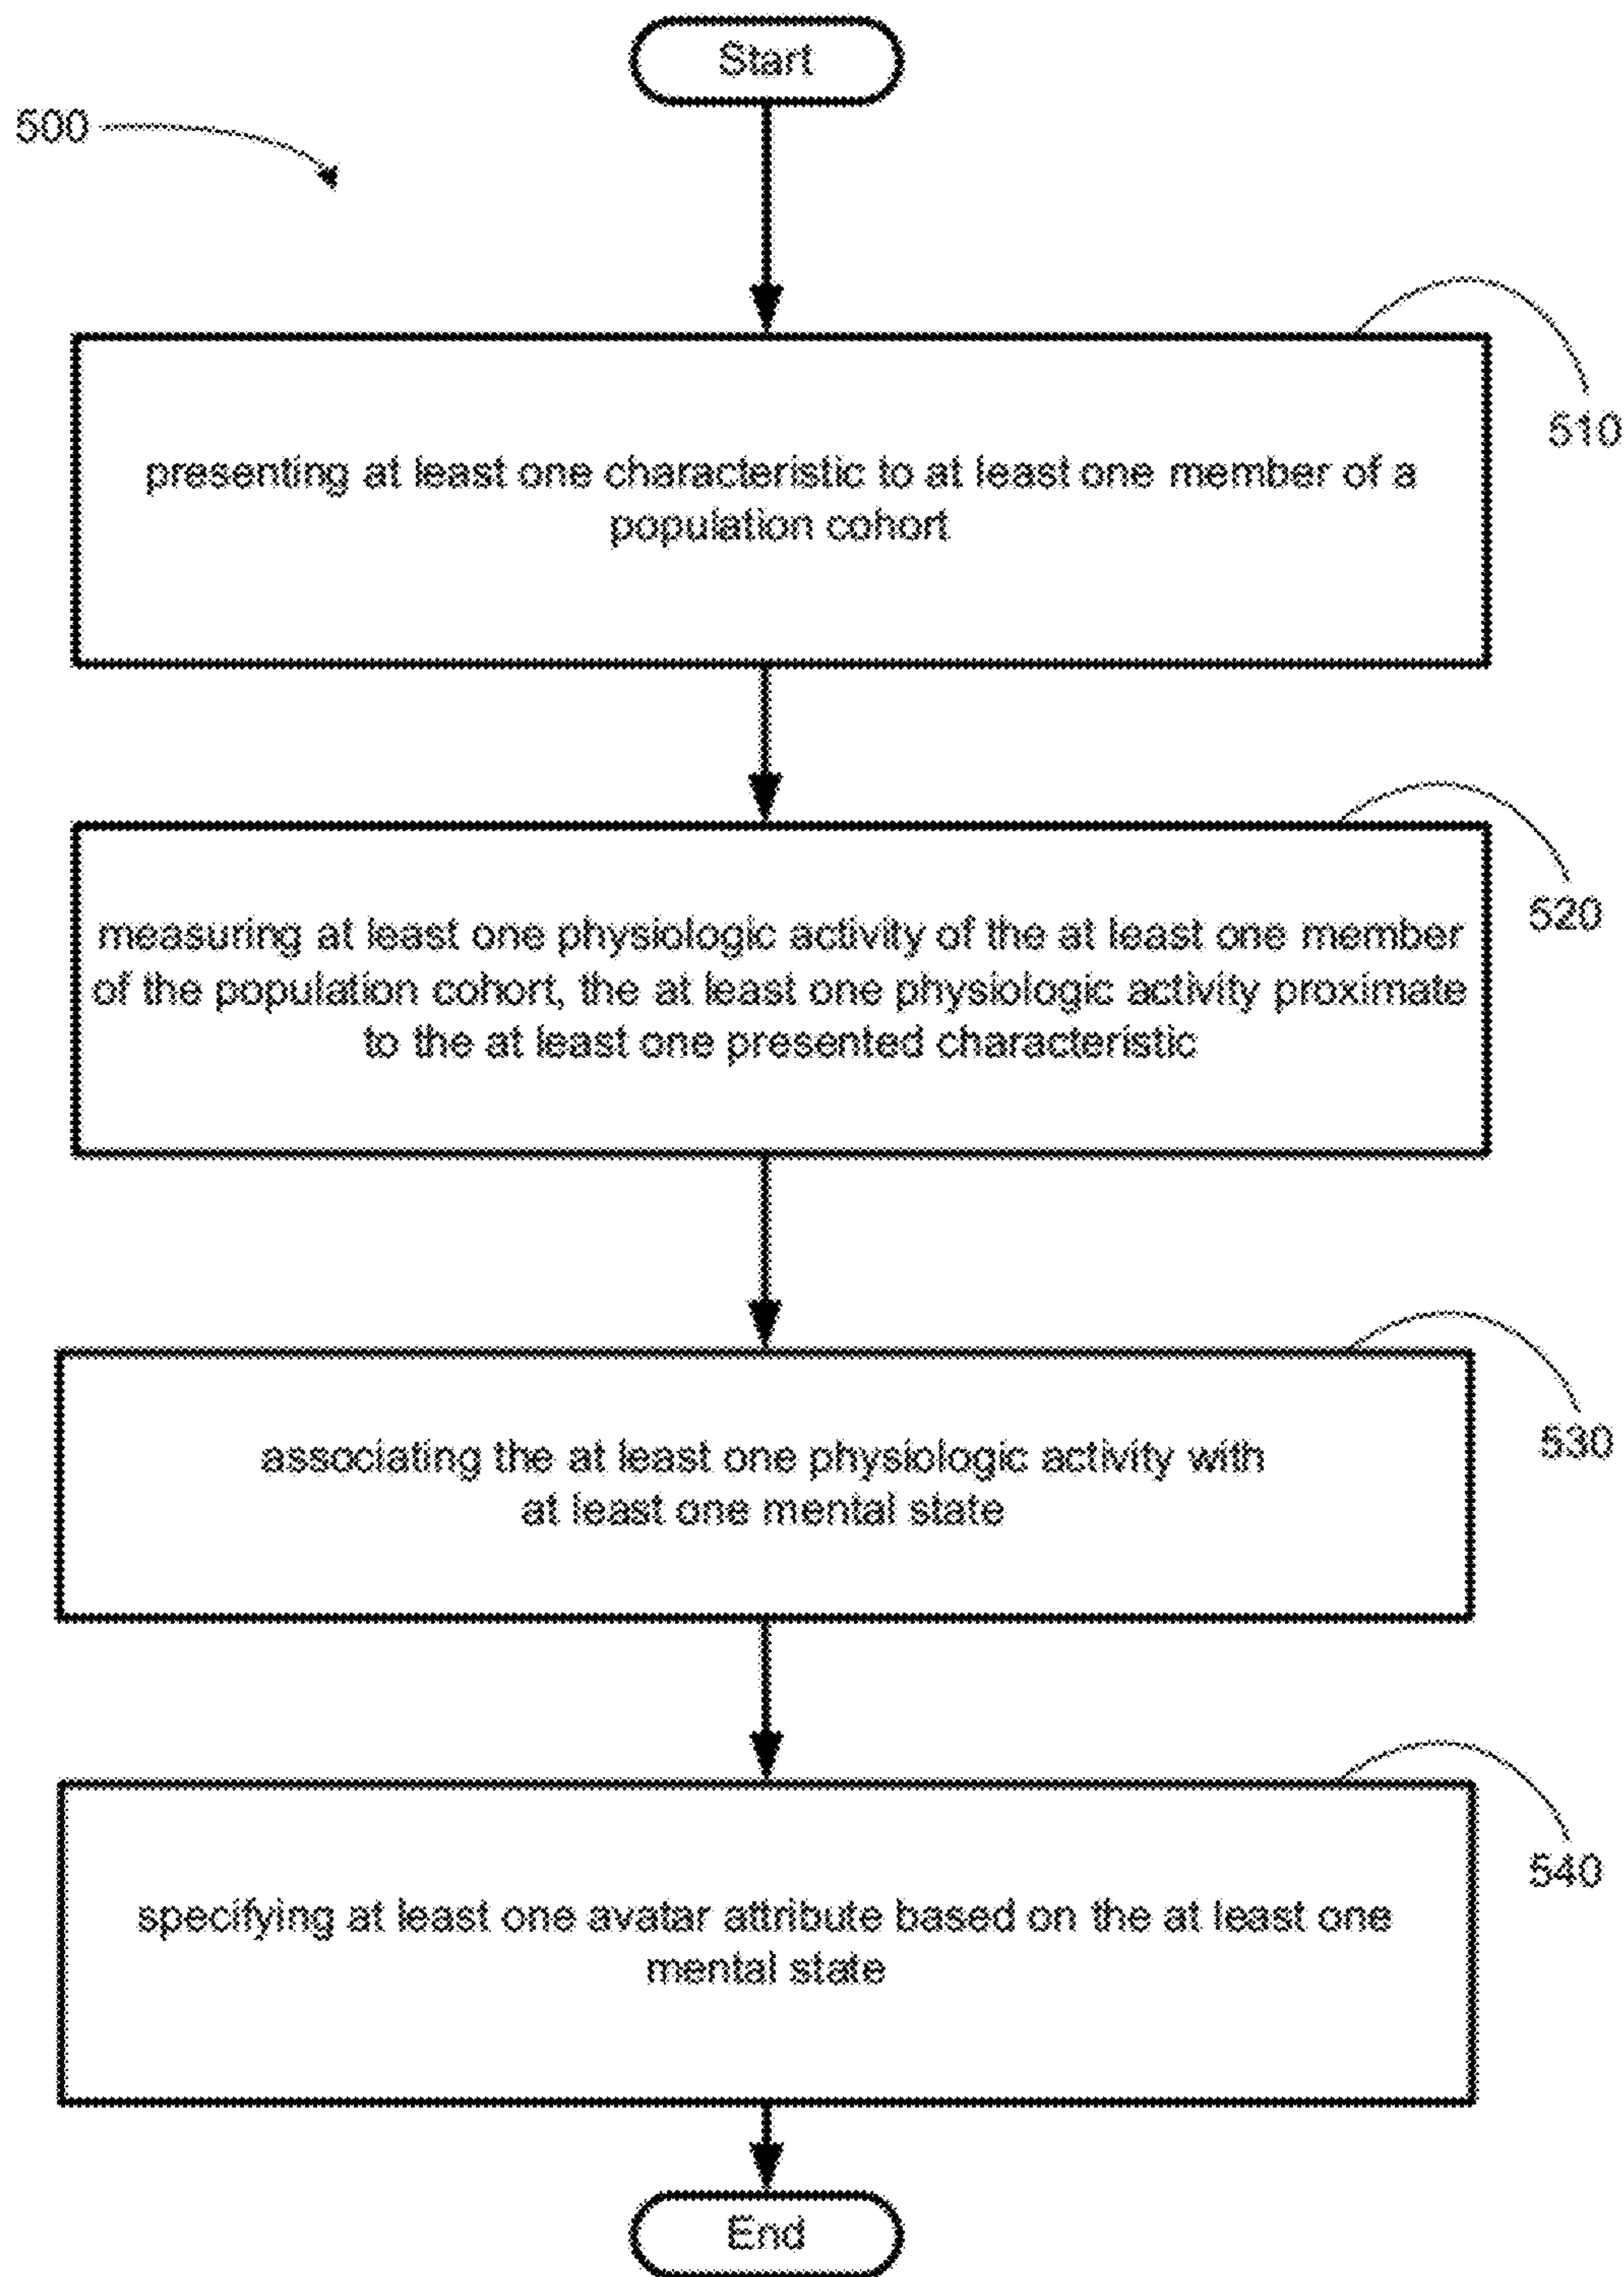 Start
500
510
presenting at least one characteristic to at least one member of a
population cohort
520
measuring at least one physiologic activity of the at least one member
of the population cohort, the at least one physiologic activity proximate
to the at least one presented characteristic
530
associating the at least one physiologic activity with
at least one mental state
540
specifying at least one avatar attribute based on the at least one
mental state
End